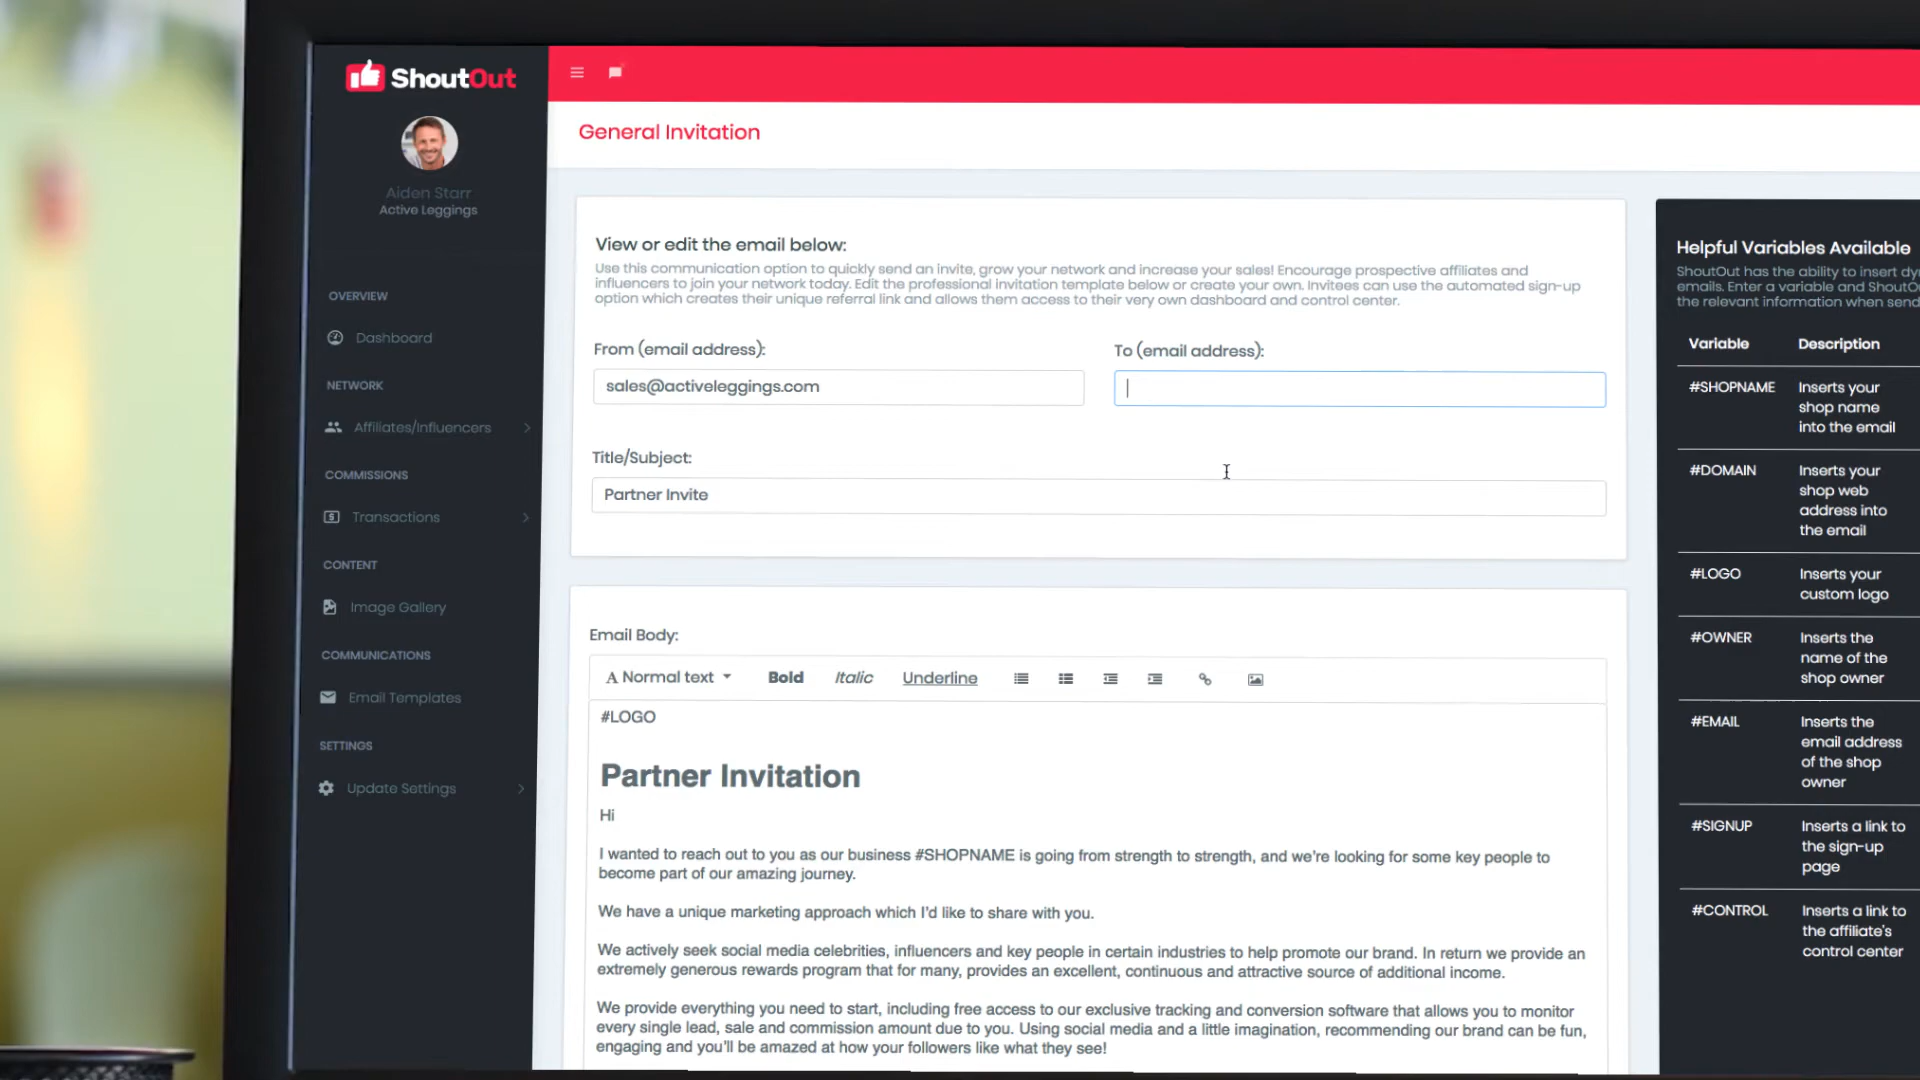 ShoutOut
Aiden Starr
Active Leggings
OVERVIEW
Dashboard
NETWORK
Affiliates/Influencers
COMMISSIONS
Transactions
CONTENT
Image Gallery
COMMUNICATIONS
Email Templates
SETTINGS
Update Settings
General Invitation
View or edit the email below:
Use this communication option to quickly send an invite, grow your network and increase your sales! Encourage prospective affiliates and
influencers to join your network today. Edit the professional invitation template below or create your own. Invitees can use the automated sign-up
option which creates their unique referral link and allows them access to their very own dashboard and control center.
From (email address):
sales@activeleggings.com
To (email address):
Title/Subject:
Partner Invite
Email Body:
A Normal text Bold Italic Underline
#LOGO
Partner Invitation
Hi
I wanted to reach out to you as our business #SHOPNAME is going from strength to strength, and we're looking for some key people to
become part of our amazing journey.
We have a unique marketing approach which I'd like to share with you.
We actively seek social media celebrities, influencers and key people in certain industries to help promote our brand. In return we provide an
extremely generous rewards program that for many, provides an excellent, continuous and attractive source of additional income.
We provide everything you need to start, including free access to our exclusive tracking and conversion software that allows you to monitor
every single lead, sale and commission amount due to you. Using social media and a little imagination, recommending our brand can be fun,
engaging and you'll be amazed at how your followers like what they see!
Helpful Variables Available
ShoutOut has the ability to insert
emails. Enter a variable and
the relevant information when
Variable Description
#SHOPNAME Inserts your
shop name
into the email
#DOMAIN Inserts your
shop web
address into
the email
#LOGO Inserts your
custom logo
#OWNER Inserts the
name of the
shop owner
#EMAIL Inserts the
email address
of the shop
owner
#SIGNUP Inserts a link to
the sign-up
page
#CONTROL Inserts a link to
the affiliate's
control center